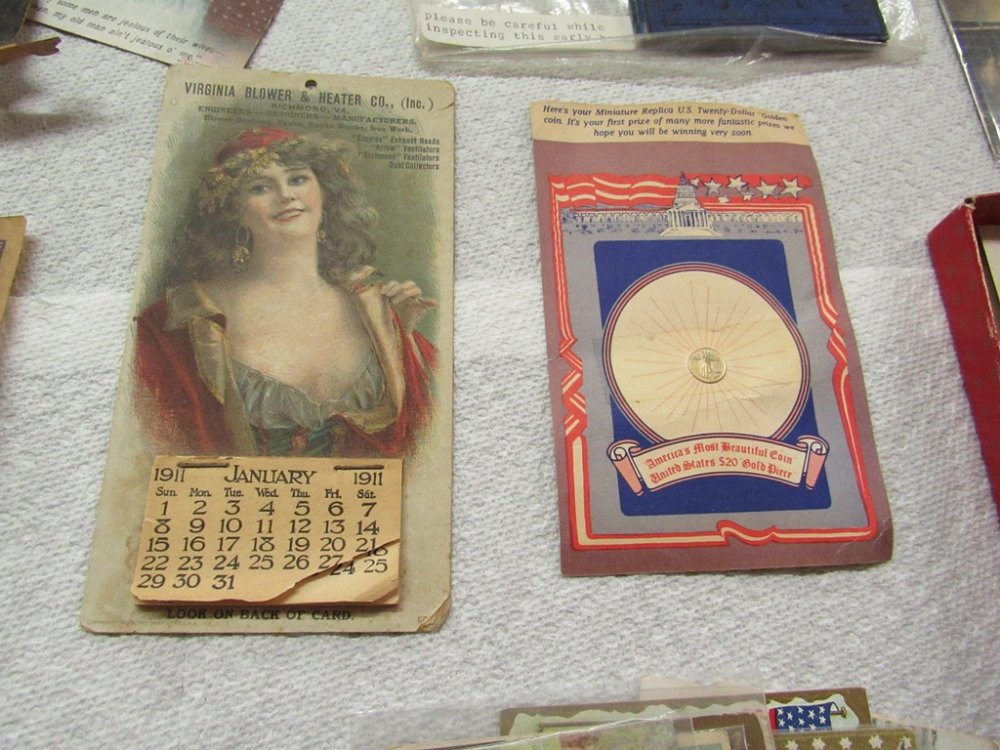 some men are jealous of their wives
my old man ain't jealous o' me.
please be careful while
inspecting this early
VIRGINIA BLOWER & HEATER CO., (Inc.)
RICHMOND, VA.
ENGINEERS—DESIGNERS—MANUFACTURERS.
"Arrow" Ventilators
"Richmond" Ventilators
Dust Collectors
1911 JANUARY 1911
Sun. Mon. Tue. Wed. Thu. Fri. Sat.
1 2 3 4 5 6 7
8 9 10 11 12 13 14
15 16 17 18 19 20 21
22 23 24 25 26 27
24 25
29 30 31
LOOK ON BACK OF CARD.
Here's your Miniature Replica U.S. Twenty-Dollar Golden
coin. It's your first prize of many more fantastic prizes we
hope you will be winning very soon.
America's Most Beautiful Coin
United States $20 Gold Piece